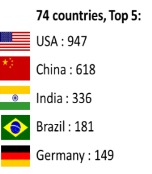 74 countries, Top 5:
USA : 947
China : 618
India : 336
Brazil : 181
Germany : 149